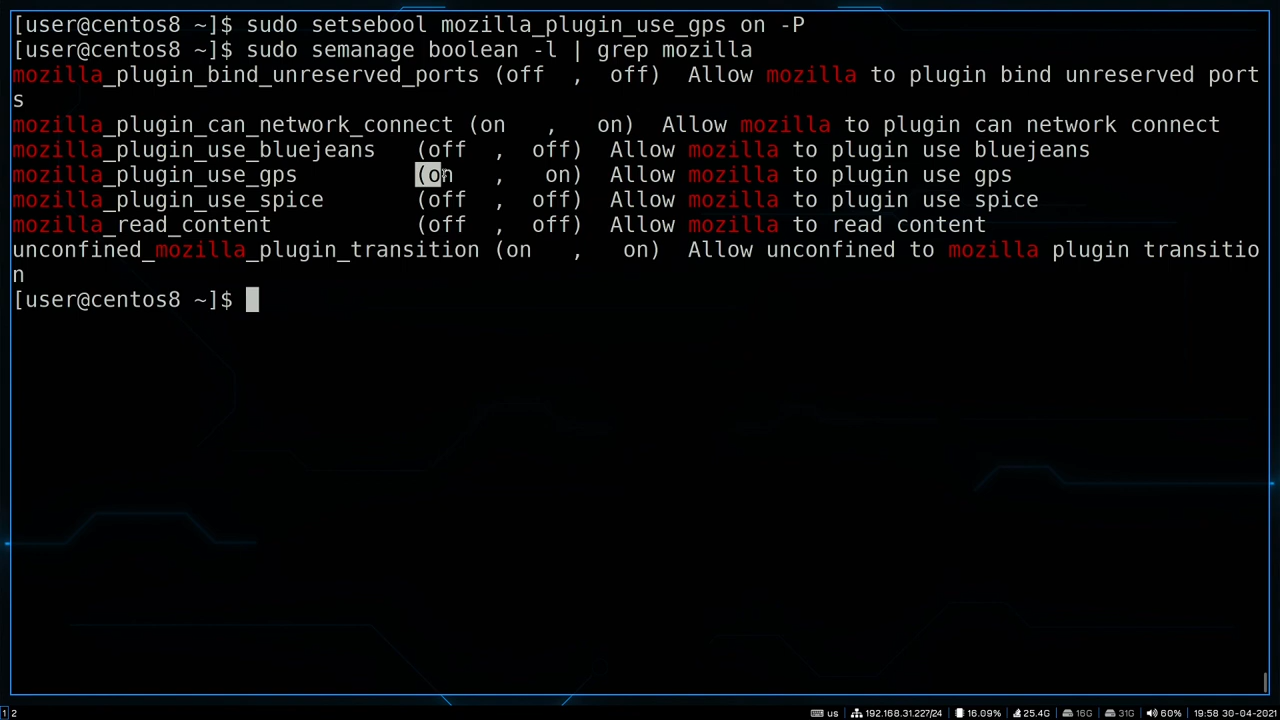 [user@centos8 ~]$ sudo setsebool mozilla_plugin_use_gps on -P
[user@centos8 ~]$ sudo semanage boolean -l | grep mozilla
mozilla_plugin_bind_unreserved_ports (off  ,  off)  Allow mozilla to plugin bind unreserved port
s
mozilla_plugin_can_network_connect (on   ,   on)  Allow mozilla to plugin can network connect
mozilla_plugin_use_bluejeans   (off  ,  off)  Allow mozilla to plugin use bluejeans
mozilla_plugin_use_gps         (on   ,   on)  Allow mozilla to plugin use gps
mozilla_plugin_use_spice       (off  ,  off)  Allow mozilla to plugin use spice
mozilla_read_content           (off  ,  off)  Allow mozilla to read content
unconfined_mozilla_plugin_transition (on   ,   on)  Allow unconfined to mozilla plugin transitio
n
[user@centos8 ~]$
1 2 us 192.168.31.227/24 16.09% 25.4G 16G 31G 60% 19:58 30-04-2021